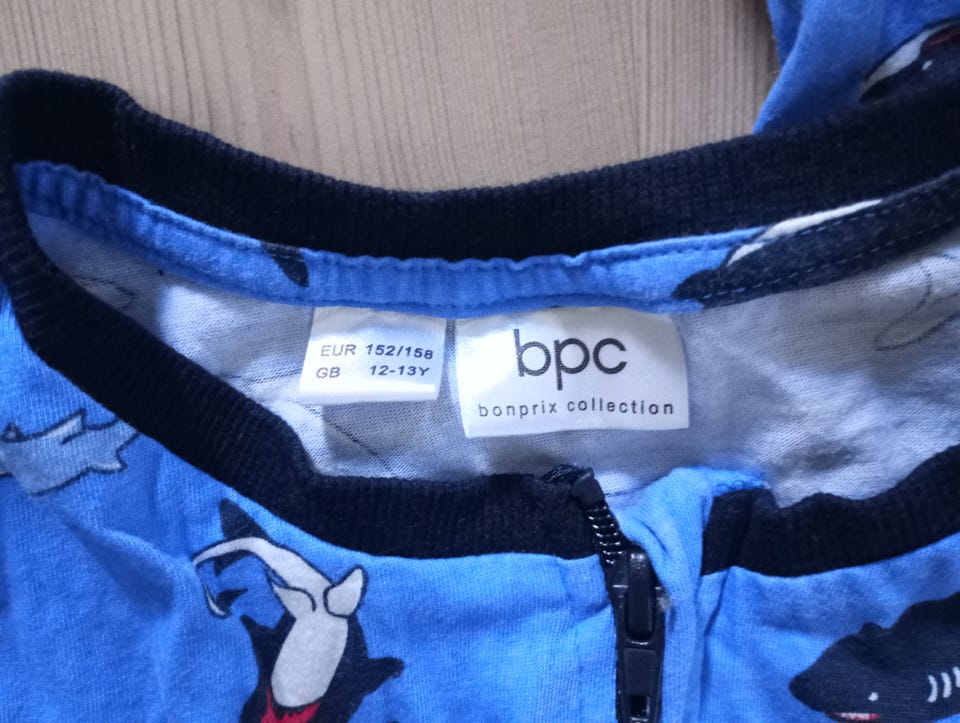 EUR 152/158
GB 12-13Y
bpc
bonprix collection